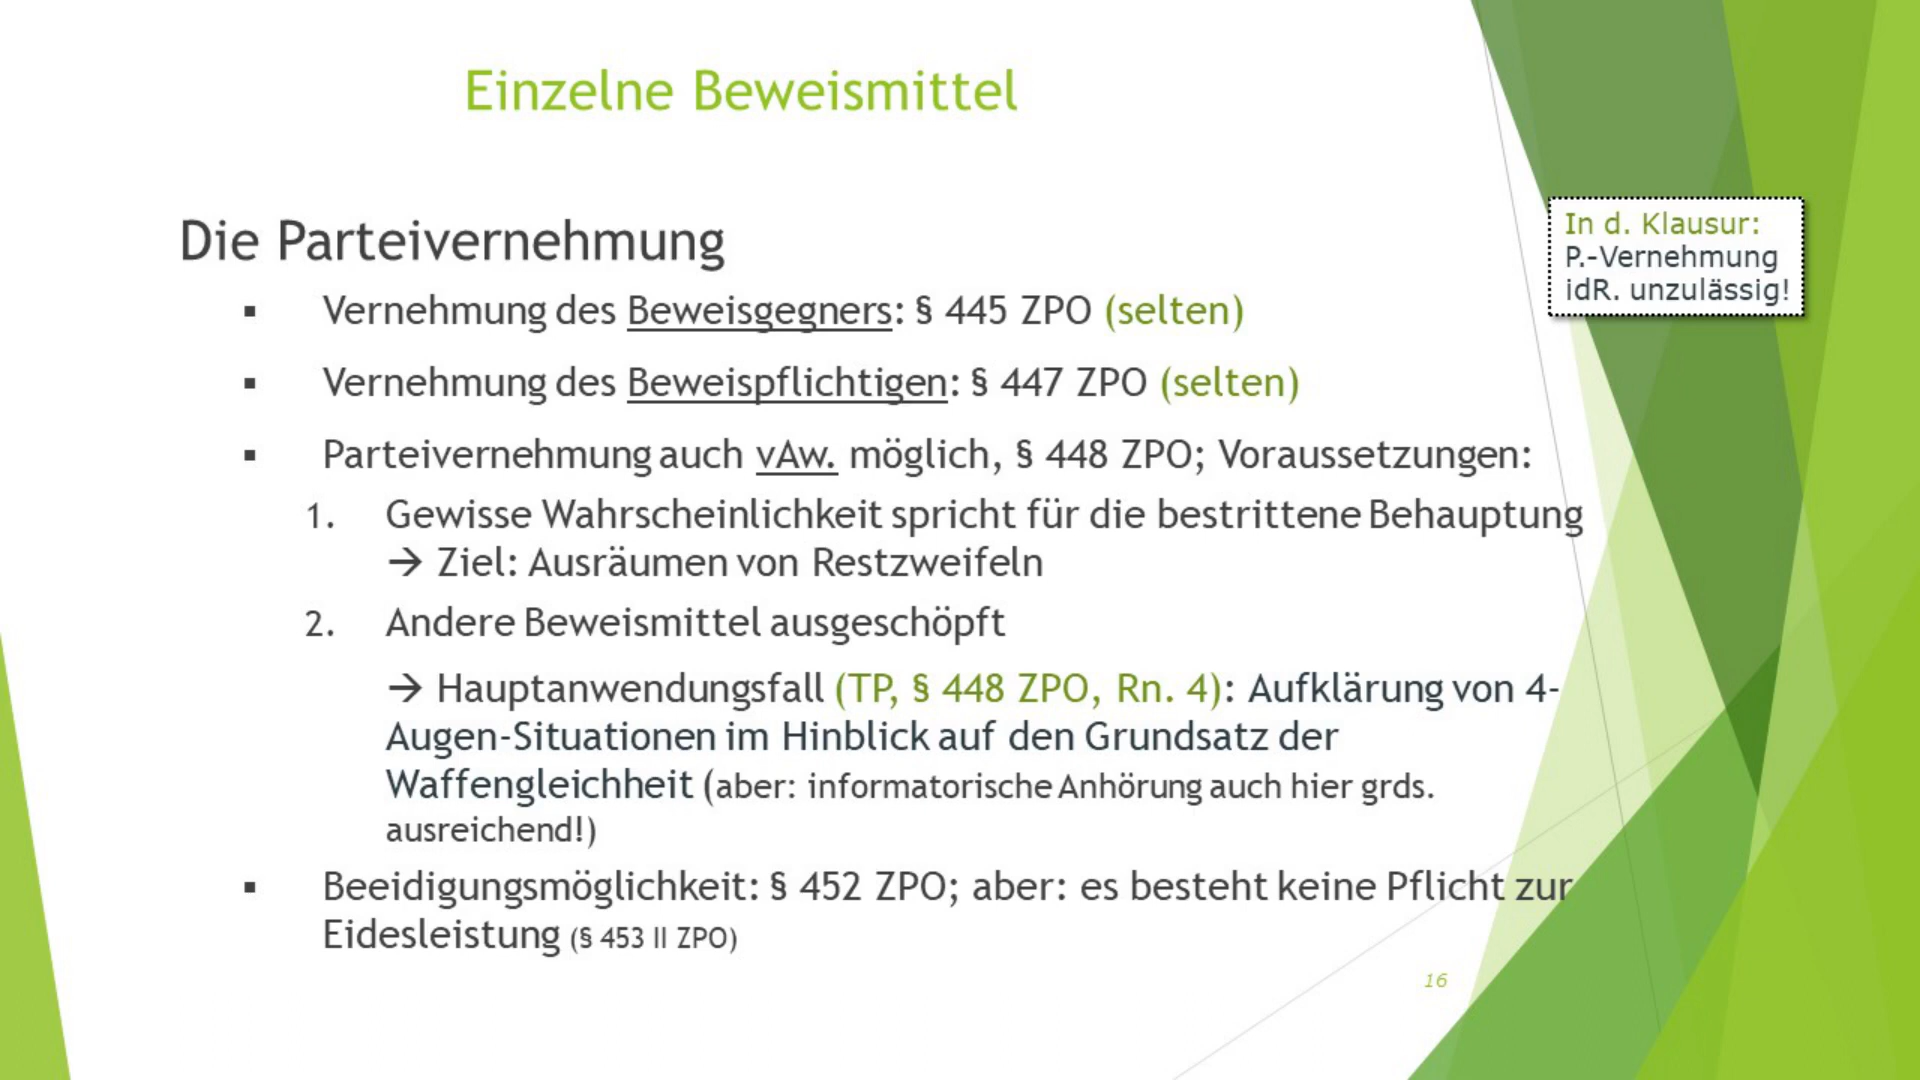 Einzelne Beweismittel
Die Parteivernehmung
In d. Klausur:
P.-Vernehmung
idR. unzulässig!
▪ Vernehmung des Beweisgegners: § 445 ZPO (selten)
▪ Vernehmung des Beweispflichtigen: § 447 ZPO (selten)
▪ Parteivernehmung auch vAw. möglich, § 448 ZPO; Voraussetzungen:
1. Gewisse Wahrscheinlichkeit spricht für die bestrittene Behauptung
→ Ziel: Ausräumen von Restzweifeln
2. Andere Beweismittel ausgeschöpft
→ Hauptanwendungsfall (TP, § 448 ZPO, Rn. 4): Aufklärung von 4-
Augen-Situationen im Hinblick auf den Grundsatz der
Waffengleichheit (aber: informatorische Anhörung auch hier grds.
ausreichend!)
▪ Beeidigungsmöglichkeit: § 452 ZPO; aber: es besteht keine Pflicht zur
Eidesleistung (§ 453 II ZPO)
16